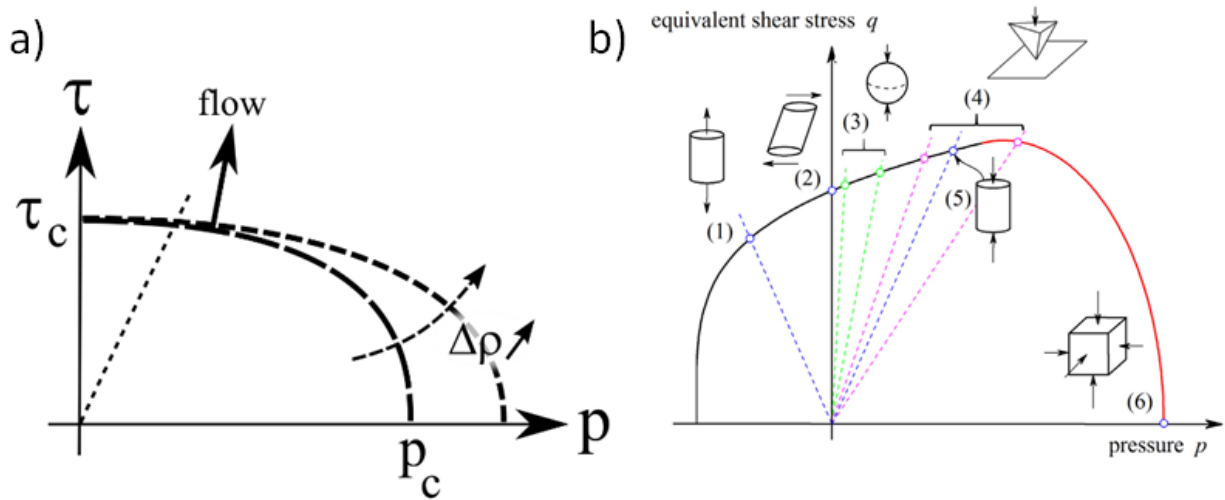 a)
τ
flow
τc
Δρ
pc
p
b)
equivalent shear stress q
(1)
(2)
(3)
(4)
(5)
(6)
pressure p